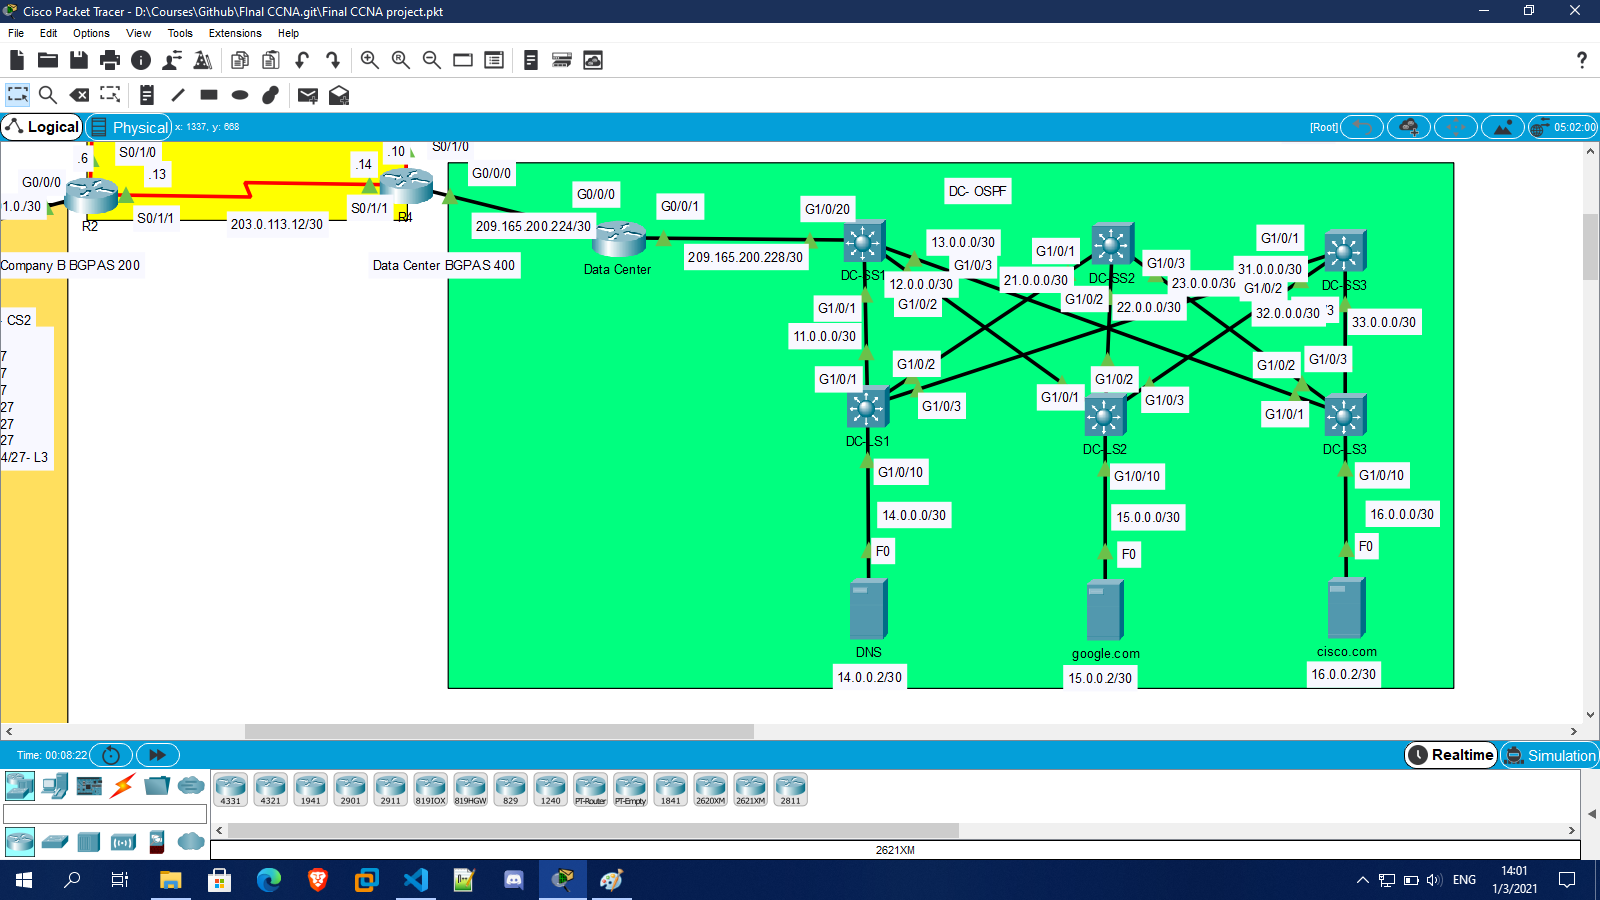 Cisco Packet Tracer - D:\Courses\Github\FInal CCNA.git\Final CCNA project.pkt
File Edit Options View Tools Extensions Help
?
Logical Physical x: 1337, y: 668 [Root] 05:02:00
.6 S0/1/0 .13 .14 .10 S0/1/0
G0/0/0 G0/0/0
1.0./30 S0/1/1 S0/1/1
R2 203.0.113.12/30 R4
Company B BGPAS 200 Data Center BGPAS 400
- CS2
7
7
7
27
27
27
4/27- L3
DC- OSPF
G0/0/0 G0/0/1 G1/0/20
209.165.200.224/30 209.165.200.228/30
Data Center DC-SS1 DC-SS2 DC-SS3
13.0.0.0/30 G1/0/1 G1/0/1
G1/0/3 G1/0/3 31.0.0.0/30
12.0.0.0/30 21.0.0.0/30 23.0.0.0/30 G1/0/2
G1/0/1 G1/0/2 G1/0/2 22.0.0.0/30 32.0.0.0/30 3
11.0.0.0/30 33.0.0.0/30
G1/0/2 G1/0/2 G1/0/3
G1/0/1 G1/0/2
G1/0/3 G1/0/1 G1/0/3 G1/0/1
DC-LS1 DC-LS2 DC-LS3
G1/0/10 G1/0/10 G1/0/10
14.0.0.0/30 15.0.0.0/30 16.0.0.0/30
F0 F0 F0
DNS google.com cisco.com
14.0.0.2/30 15.0.0.2/30 16.0.0.2/30
Time: 00:08:22 Realtime Simulation
4331 4321 1941 2901 2911 819IOX 819HGW 829 1240 PT-Router PT-Empty 1841 2620XM 2621XM 2811
2621XM
ENG
14:01
1/3/2021